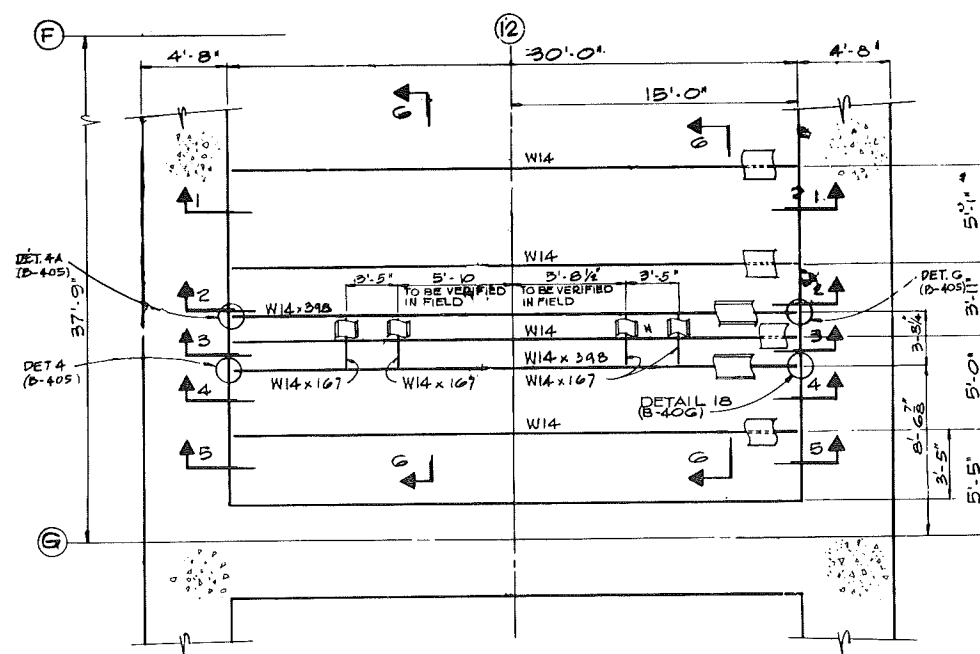 F
12
4'-8"
30'-0"
4'-8"
15'-0"
6
6
W14
1
1
5'-1"
DET. 4A
(B-405)
37'-9"
W14
3'-5"
5'-10
3'-8½"
3'-5"
TO BE VERIFIED
IN FIELD
TO BE VERIFIED
IN FIELD
DET. G
(B-405)
2
2
3'-11"
W14x398
3
W14
3
3'-8¼"
DET 4
(B-405)
W14x398
W14x167
W14x167
W14x167
4
4
5'-0"
DETAIL 18
(B-406)
W14
8'-6⅞"
5
5
3'-5"
5'-5"
6
6
G